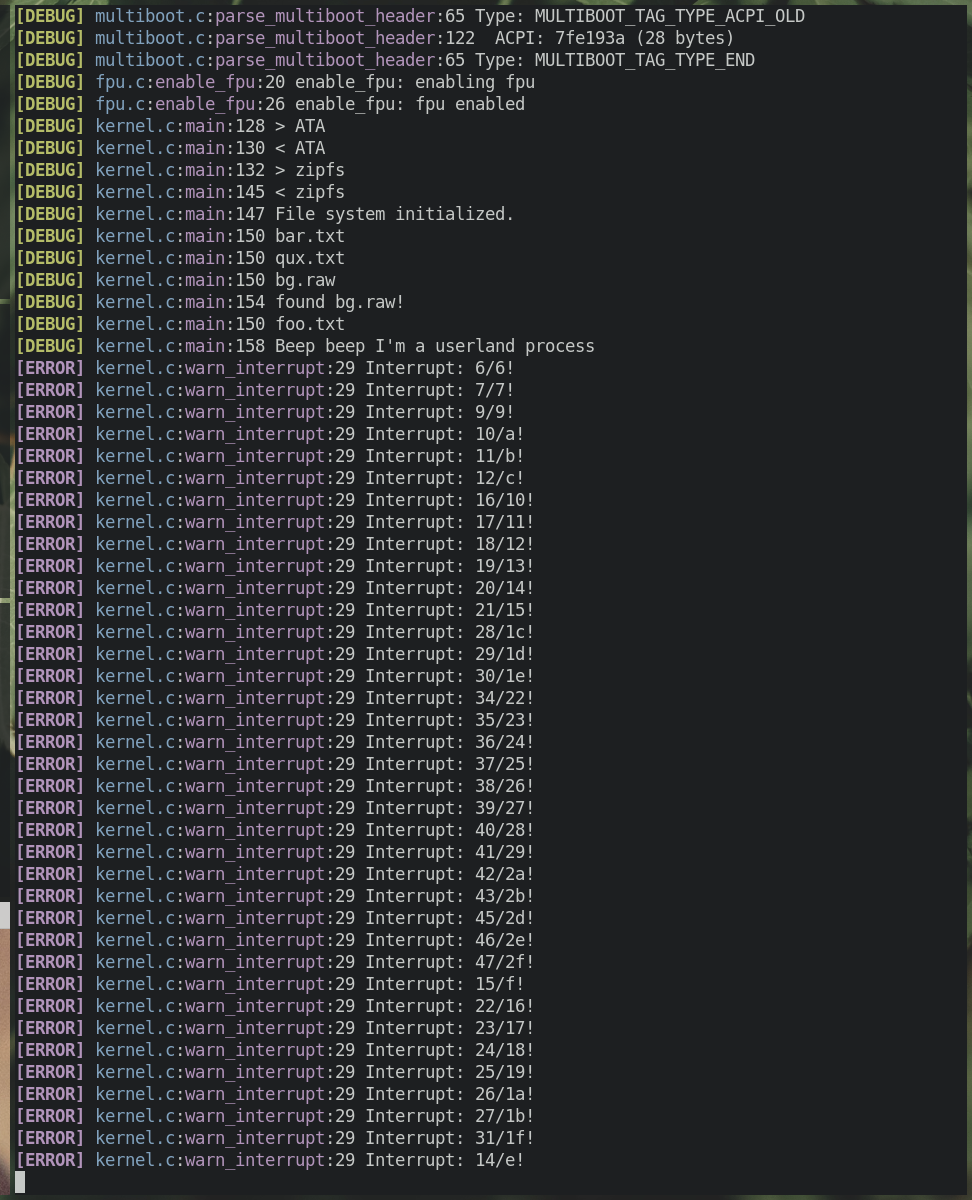 [DEBUG] multiboot.c:parse_multiboot_header:65 Type: MULTIBOOT_TAG_TYPE_ACPI_OLD
[DEBUG] multiboot.c:parse_multiboot_header:122  ACPI: 7fe193a (28 bytes)
[DEBUG] multiboot.c:parse_multiboot_header:65 Type: MULTIBOOT_TAG_TYPE_END
[DEBUG] fpu.c:enable_fpu:20 enable_fpu: enabling fpu
[DEBUG] fpu.c:enable_fpu:26 enable_fpu: fpu enabled
[DEBUG] kernel.c:main:128 > ATA
[DEBUG] kernel.c:main:130 < ATA
[DEBUG] kernel.c:main:132 > zipfs
[DEBUG] kernel.c:main:145 < zipfs
[DEBUG] kernel.c:main:147 File system initialized.
[DEBUG] kernel.c:main:150 bar.txt
[DEBUG] kernel.c:main:150 qux.txt
[DEBUG] kernel.c:main:150 bg.raw
[DEBUG] kernel.c:main:154 found bg.raw!
[DEBUG] kernel.c:main:150 foo.txt
[DEBUG] kernel.c:main:158 Beep beep I'm a userland process
[ERROR] kernel.c:warn_interrupt:29 Interrupt: 6/6!
[ERROR] kernel.c:warn_interrupt:29 Interrupt: 7/7!
[ERROR] kernel.c:warn_interrupt:29 Interrupt: 9/9!
[ERROR] kernel.c:warn_interrupt:29 Interrupt: 10/a!
[ERROR] kernel.c:warn_interrupt:29 Interrupt: 11/b!
[ERROR] kernel.c:warn_interrupt:29 Interrupt: 12/c!
[ERROR] kernel.c:warn_interrupt:29 Interrupt: 16/10!
[ERROR] kernel.c:warn_interrupt:29 Interrupt: 17/11!
[ERROR] kernel.c:warn_interrupt:29 Interrupt: 18/12!
[ERROR] kernel.c:warn_interrupt:29 Interrupt: 19/13!
[ERROR] kernel.c:warn_interrupt:29 Interrupt: 20/14!
[ERROR] kernel.c:warn_interrupt:29 Interrupt: 21/15!
[ERROR] kernel.c:warn_interrupt:29 Interrupt: 28/1c!
[ERROR] kernel.c:warn_interrupt:29 Interrupt: 29/1d!
[ERROR] kernel.c:warn_interrupt:29 Interrupt: 30/1e!
[ERROR] kernel.c:warn_interrupt:29 Interrupt: 34/22!
[ERROR] kernel.c:warn_interrupt:29 Interrupt: 35/23!
[ERROR] kernel.c:warn_interrupt:29 Interrupt: 36/24!
[ERROR] kernel.c:warn_interrupt:29 Interrupt: 37/25!
[ERROR] kernel.c:warn_interrupt:29 Interrupt: 38/26!
[ERROR] kernel.c:warn_interrupt:29 Interrupt: 39/27!
[ERROR] kernel.c:warn_interrupt:29 Interrupt: 40/28!
[ERROR] kernel.c:warn_interrupt:29 Interrupt: 41/29!
[ERROR] kernel.c:warn_interrupt:29 Interrupt: 42/2a!
[ERROR] kernel.c:warn_interrupt:29 Interrupt: 43/2b!
[ERROR] kernel.c:warn_interrupt:29 Interrupt: 45/2d!
[ERROR] kernel.c:warn_interrupt:29 Interrupt: 46/2e!
[ERROR] kernel.c:warn_interrupt:29 Interrupt: 47/2f!
[ERROR] kernel.c:warn_interrupt:29 Interrupt: 15/f!
[ERROR] kernel.c:warn_interrupt:29 Interrupt: 22/16!
[ERROR] kernel.c:warn_interrupt:29 Interrupt: 23/17!
[ERROR] kernel.c:warn_interrupt:29 Interrupt: 24/18!
[ERROR] kernel.c:warn_interrupt:29 Interrupt: 25/19!
[ERROR] kernel.c:warn_interrupt:29 Interrupt: 26/1a!
[ERROR] kernel.c:warn_interrupt:29 Interrupt: 27/1b!
[ERROR] kernel.c:warn_interrupt:29 Interrupt: 31/1f!
[ERROR] kernel.c:warn_interrupt:29 Interrupt: 14/e!